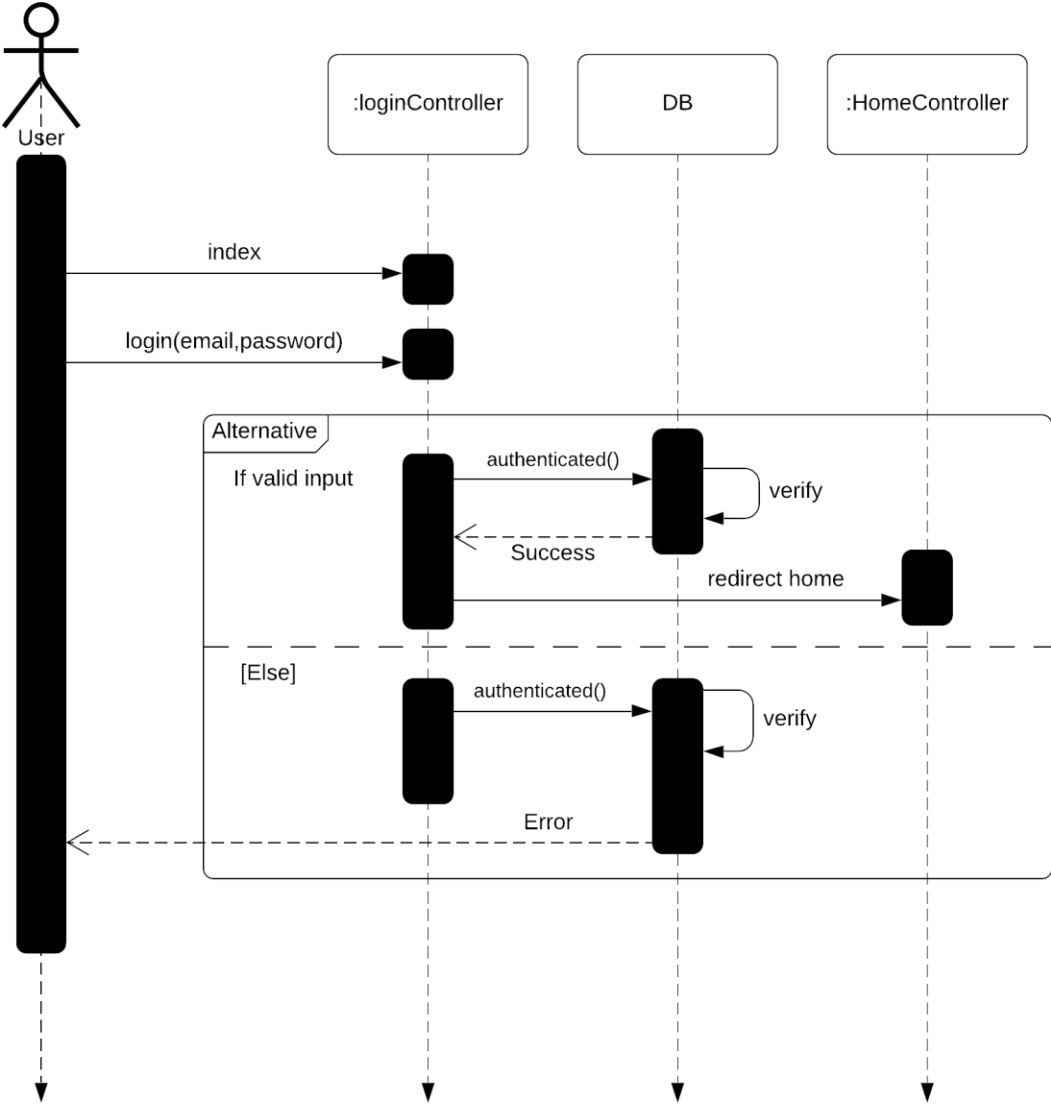 User
:loginController
DB
:HomeController
index
login(email,password)
Alternative
If valid input
authenticated()
verify
Success
redirect home
[Else]
authenticated()
verify
Error